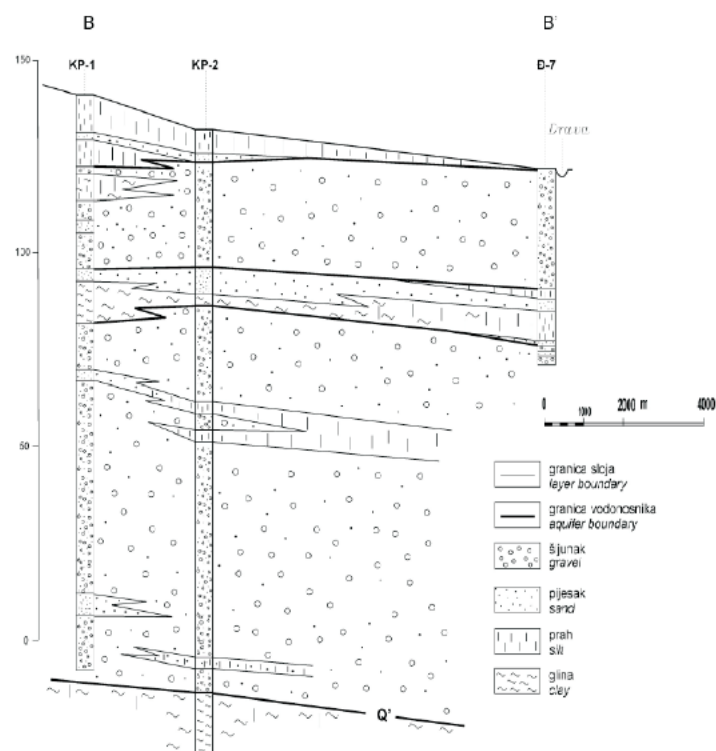 B
B'
KP-1
KP-2
Đ-7
Drava
150
100
50
0
0
1000
2000 m
4000
granica sloja
layer boundary
granica vodonosnika
aquifer boundary
šljunak
gravel
pijesak
sand
prah
silt
glina
clay
Q'